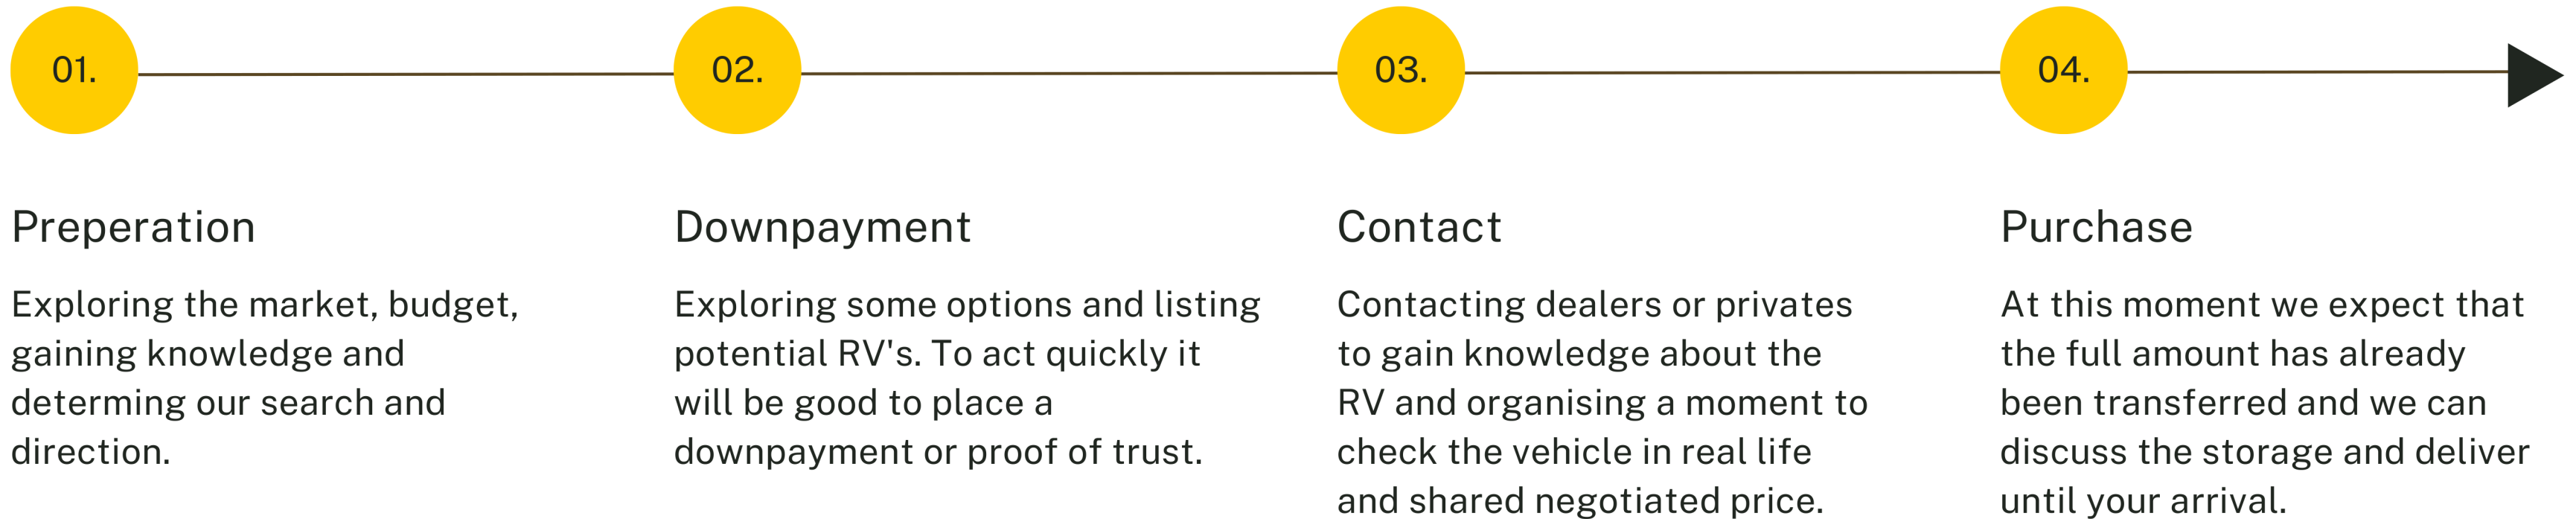 01.
02.
03.
04.
Preperation
Exploring the market, budget,
gaining knowledge and
determing our search and
direction.
Downpayment
Exploring some options and listing
potential RV's. To act quickly it
will be good to place a
downpayment or proof of trust.
Contact
Contacting dealers or privates
to gain knowledge about the
RV and organising a moment to
check the vehicle in real life
and shared negotiated price.
Purchase
At this moment we expect that
the full amount has already
been transferred and we can
discuss the storage and deliver
until your arrival.